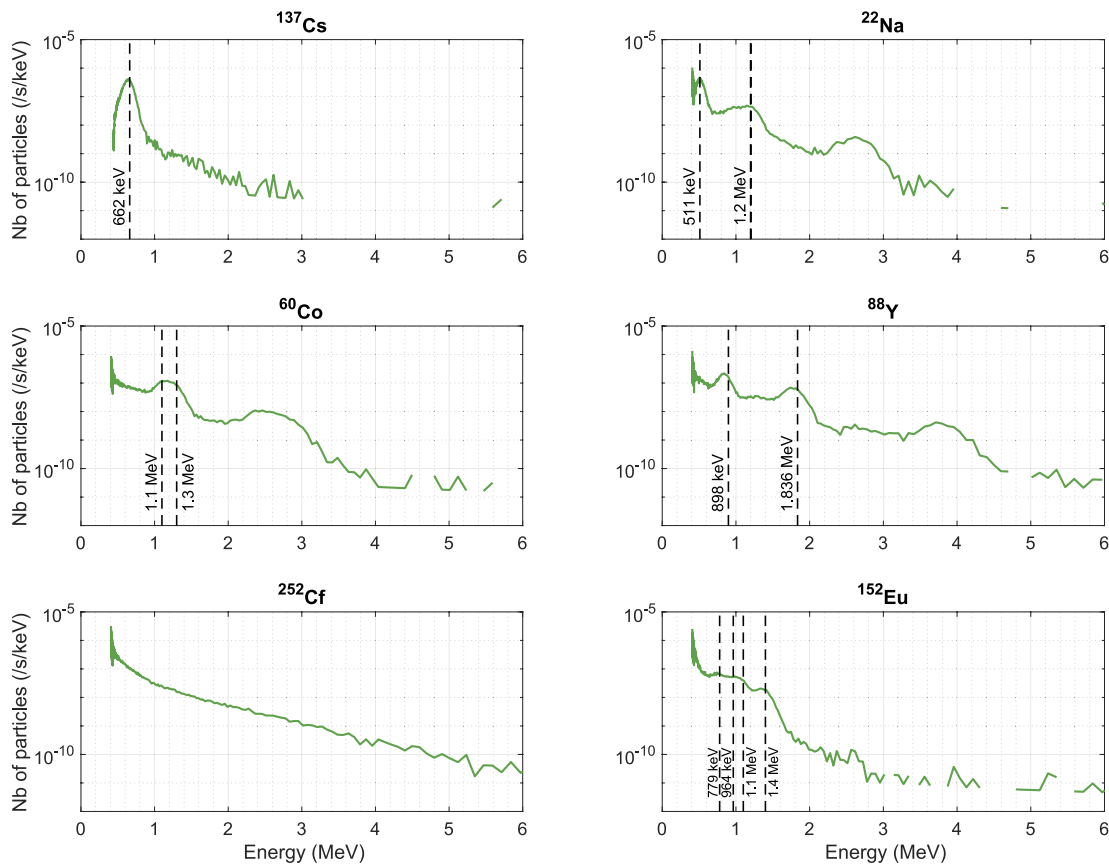 ¹³⁷Cs
Nb of particles (/s/keV)
10⁻⁵
10⁻¹⁰
662 keV
0 1 2 3 4 5 6
²²Na
10⁻⁵
10⁻¹⁰
511 keV
1.2 MeV
0 1 2 3 4 5 6
⁶⁰Co
Nb of particles (/s/keV)
10⁻⁵
10⁻¹⁰
1.1 MeV
1.3 MeV
0 1 2 3 4 5 6
⁸⁸Y
10⁻⁵
10⁻¹⁰
898 keV
1.836 MeV
0 1 2 3 4 5 6
²⁵²Cf
Nb of particles (/s/keV)
10⁻⁵
10⁻¹⁰
0 1 2 3 4 5 6
Energy (MeV)
¹⁵²Eu
10⁻⁵
10⁻¹⁰
779 keV
964 keV
1.1 MeV
1.4 MeV
0 1 2 3 4 5 6
Energy (MeV)